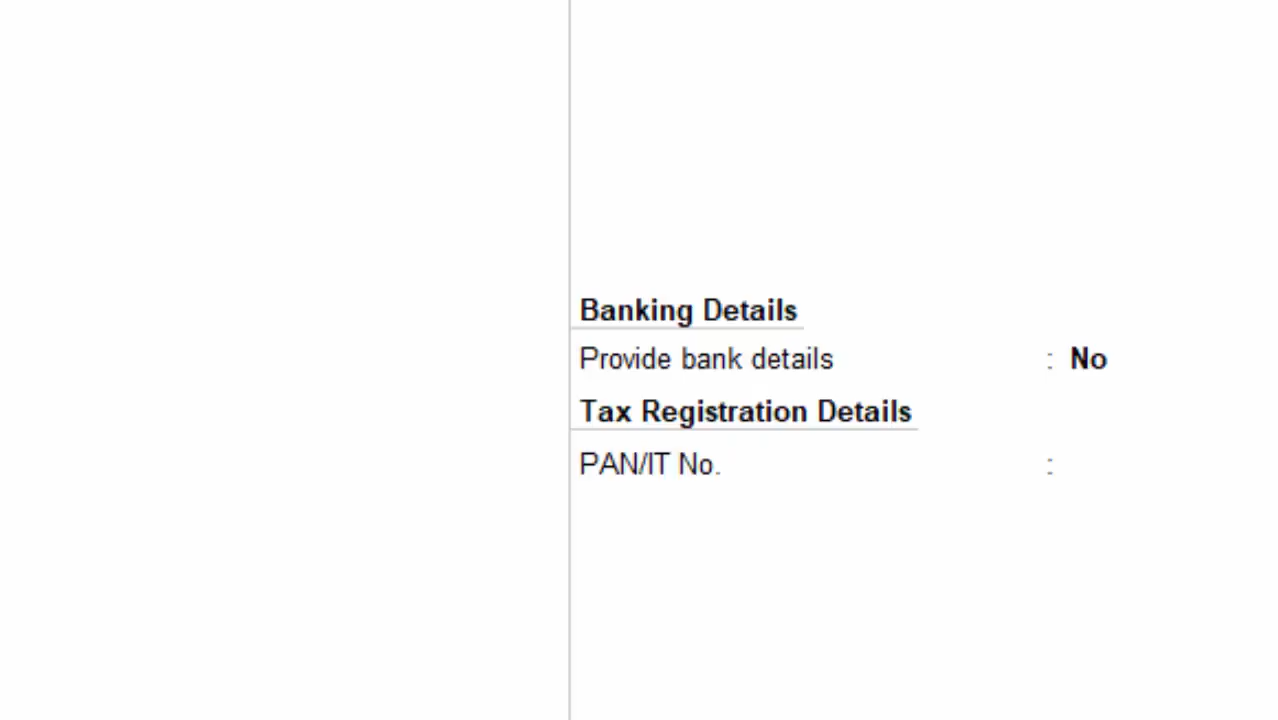 Banking Details
Provide bank details : No
Tax Registration Details
PAN/IT No. :